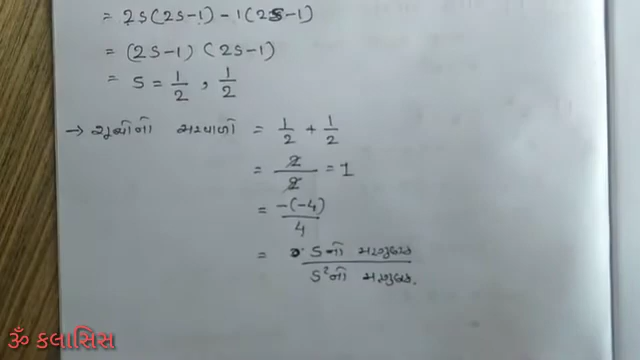 = 2S(2S-1) - 1(2S-1)
= (2S-1) (2S-1)
= S = 1/2 , 1/2
→ શૂન્યોનો સરવાળો = 1/2 + 1/2
= 2/2 = 1
= -(-4)/4
= Sનો સહગુણક / S²નો સહગુણક.
ૐ કલાસિસ